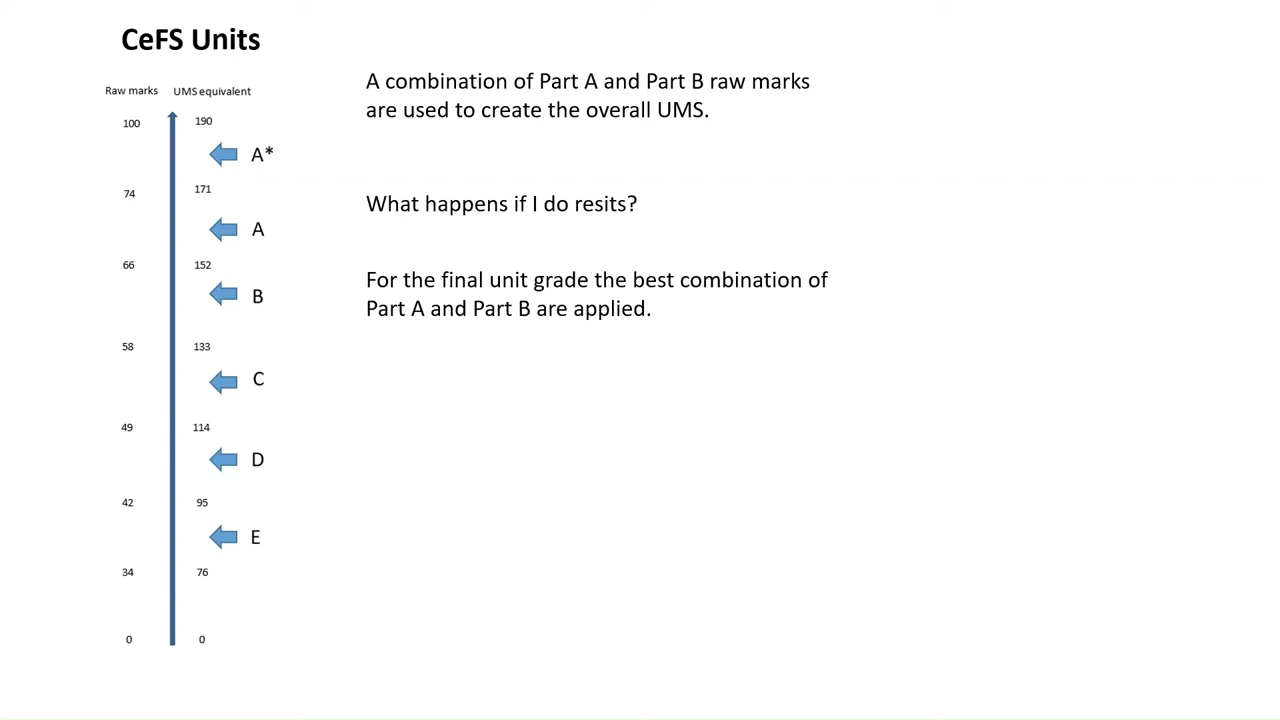 CeFS Units
Raw marks UMS equivalent
100 190
A*
74 171
A
66 152
B
58 133
C
49 114
D
42 95
E
34 76
0 0
A combination of Part A and Part B raw marks
are used to create the overall UMS.
What happens if I do resits?
For the final unit grade the best combination of
Part A and Part B are applied.